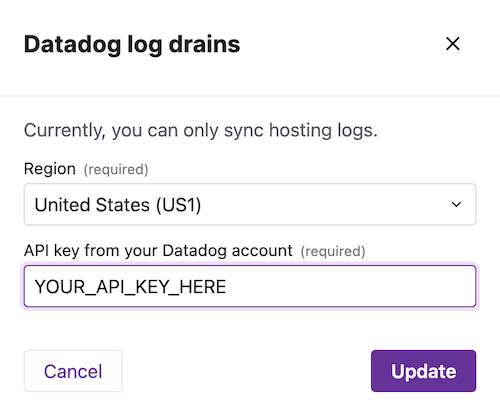 Datadog log drains
Currently, you can only sync hosting logs.
Region (required)
United States (US1)
API key from your Datadog account (required)
YOUR_API_KEY_HERE
Cancel
Update